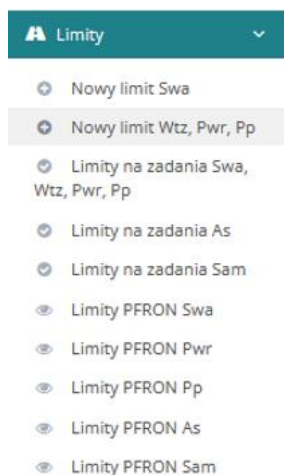 Limity
Nowy limit Swa
Nowy limit Wtz, Pwr, Pp
Limity na zadania Swa,
Wtz, Pwr, Pp
Limity na zadania As
Limity na zadania Sam
Limity PFRON Swa
Limity PFRON Pwr
Limity PFRON Pp
Limity PFRON As
Limity PFRON Sam